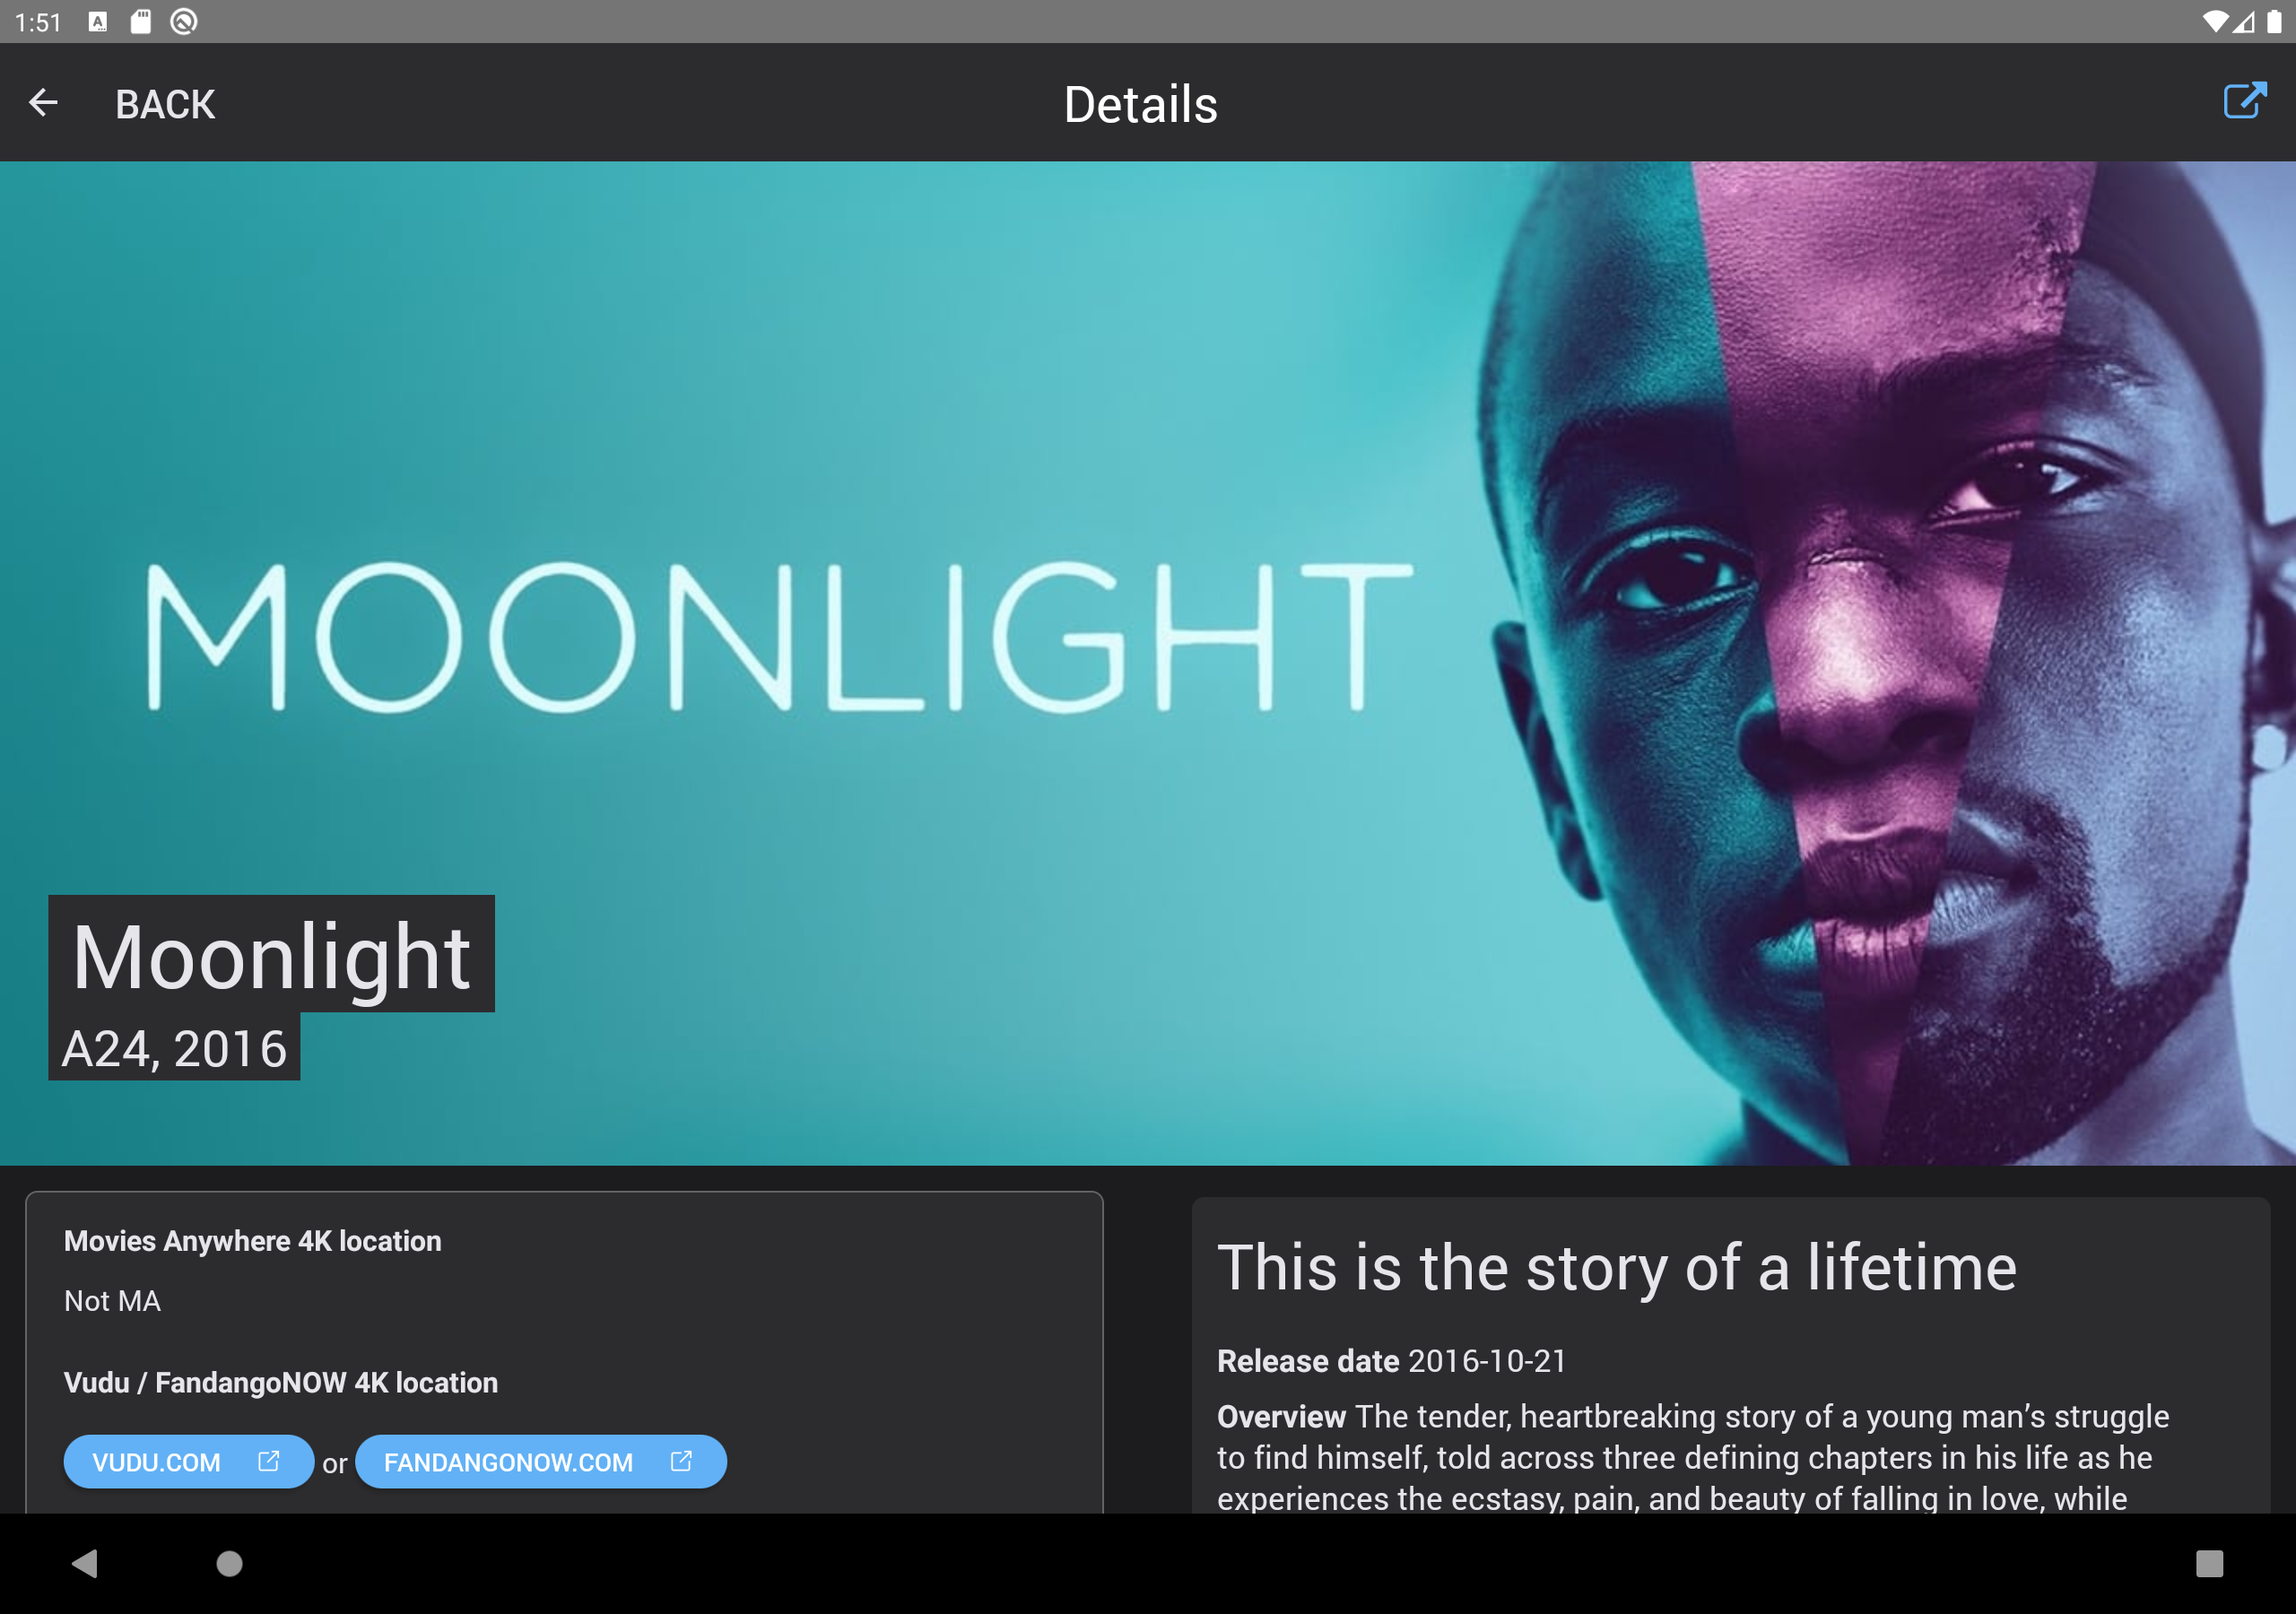 1:51
A
BACK
Details
MOONLIGHT
Moonlight
A24, 2016
Movies Anywhere 4K location
Not MA
Vudu / FandangoNOW 4K location
VUDU.COM or FANDANGONOW.COM
This is the story of a lifetime
Release date 2016-10-21
Overview The tender, heartbreaking story of a young man’s struggle
to find himself, told across three defining chapters in his life as he
experiences the ecstasy, pain, and beauty of falling in love, while